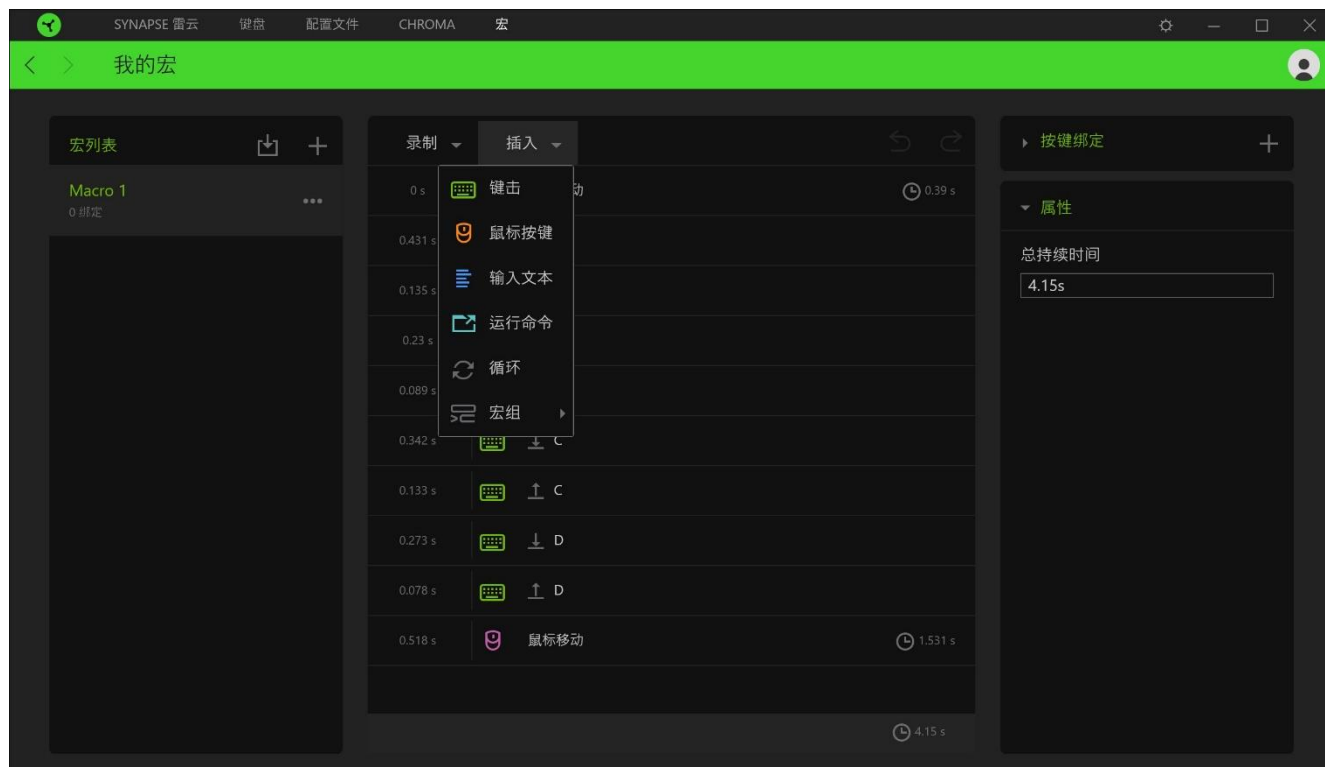 SYNAPSE 雷云 键盘 配置文件 CHROMA 宏
我的宏
宏列表
Macro 1
0 绑定
录制 插入
键击
鼠标按键
输入文本
运行命令
循环
宏组
0 s 动 0.39 s
0.431 s
0.135 s
0.23 s
0.089 s
0.342 s C
0.133 s C
0.273 s D
0.078 s D
0.518 s 鼠标移动 1.531 s
4.15 s
按键绑定
属性
总持续时间
4.15s